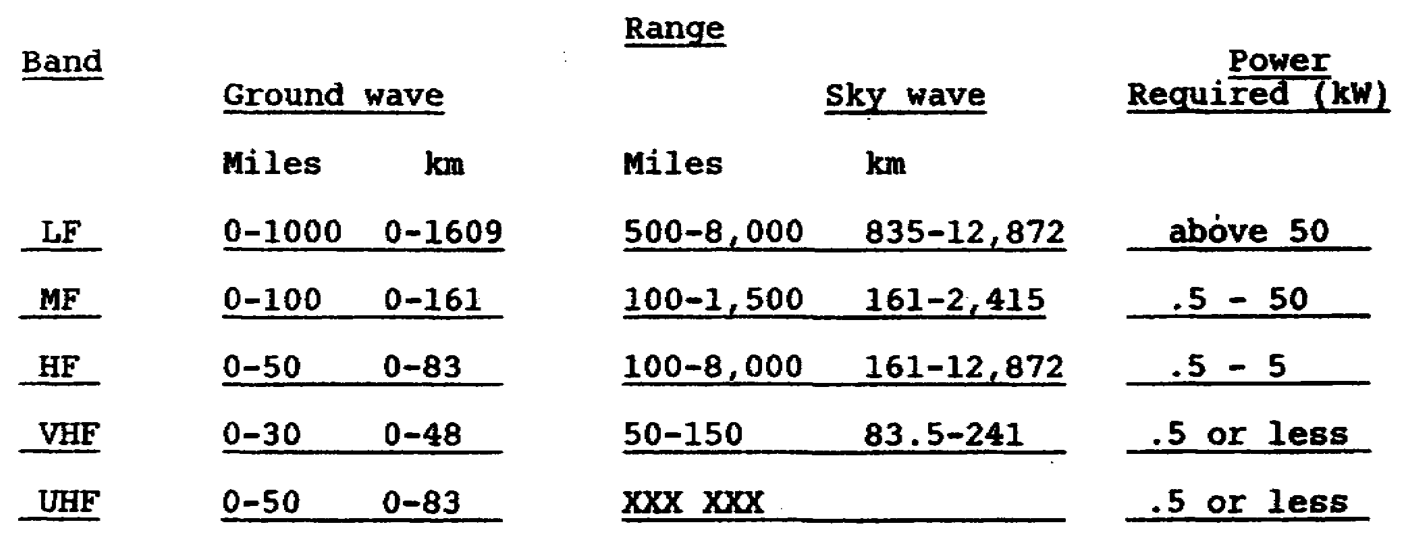 Range
Band Power
Ground wave Sky wave Required (kW)
Miles km Miles km
LF 0-1000 0-1609 500-8,000 835-12,872 above 50
MF 0-100 0-161 100-1,500 161-2,415 .5 - 50
HF 0-50 0-83 100-8,000 161-12,872 .5 - 5
VHF 0-30 0-48 50-150 83.5-241 .5 or less
UHF 0-50 0-83 XXX XXX .5 or less